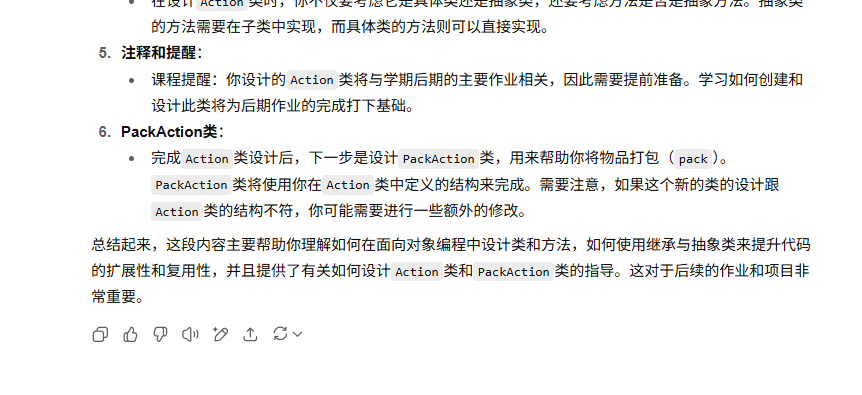 在设计 Action 类时，你不仅要考虑它是具体类还是抽象类，还要考虑方法是否是抽象方法。抽象类
的方法需要在子类中实现，而具体类的方法则可以直接实现。
5. 注释和提醒：
课程提醒：你设计的 Action 类将与学期后期的主要作业相关，因此需要提前准备。学习如何创建和
设计此类将为后期作业的完成打下基础。
6. PackAction类：
完成 Action 类设计后，下一步是设计 PackAction 类，用来帮助你将物品打包（ pack ）。
PackAction 类将使用你在 Action 类中定义的结构来完成。需要注意，如果这个新的类的设计跟
Action 类的结构不符，你可能需要进行一些额外的修改。
总结起来，这段内容主要帮助你理解如何在面向对象编程中设计类和方法，如何使用继承与抽象类来提升代码
的扩展性和复用性，并且提供了有关如何设计 Action 类和 PackAction 类的指导。这对于后续的作业和项目非
常重要。